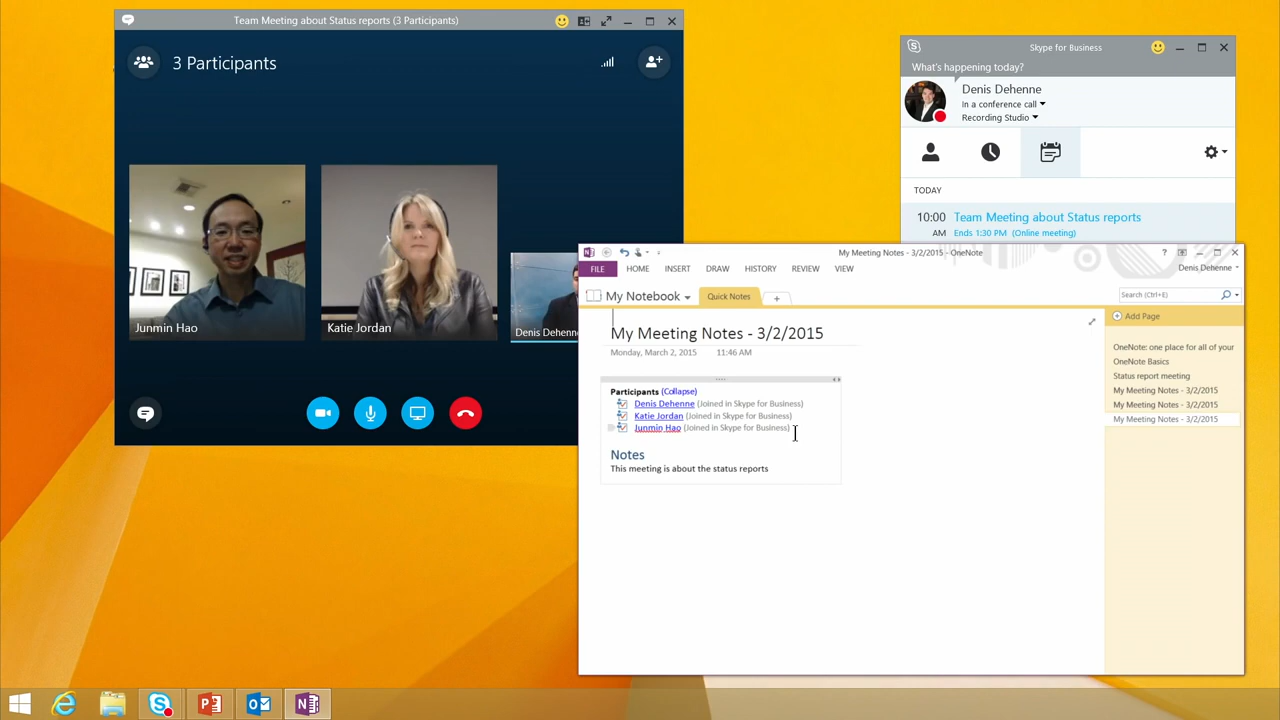 Team Meeting about Status reports (3 Participants)
3 Participants
Junmin Hao
Katie Jordan
Denis Dehenne
Skype for Business
What's happening today?
Denis Dehenne
In a conference call
Recording Studio
TODAY
10:00 AM
Team Meeting about Status reports
Ends 1:30 PM (Online meeting)
My Meeting Notes - 3/2/2015 - OneNote
FILE HOME INSERT DRAW HISTORY REVIEW VIEW
Denis Dehenne
My Notebook
Quick Notes
Search (Ctrl+E)
My Meeting Notes - 3/2/2015
Monday, March 2, 2015 11:46 AM
Participants (Collapse)
Denis Dehenne (Joined in Skype for Business)
Katie Jordan (Joined in Skype for Business)
Junmin Hao (Joined in Skype for Business)
Notes
This meeting is about the status reports
Add Page
OneNote: one place for all of your
OneNote Basics
Status report meeting
My Meeting Notes - 3/2/2015
My Meeting Notes - 3/2/2015
My Meeting Notes - 3/2/2015